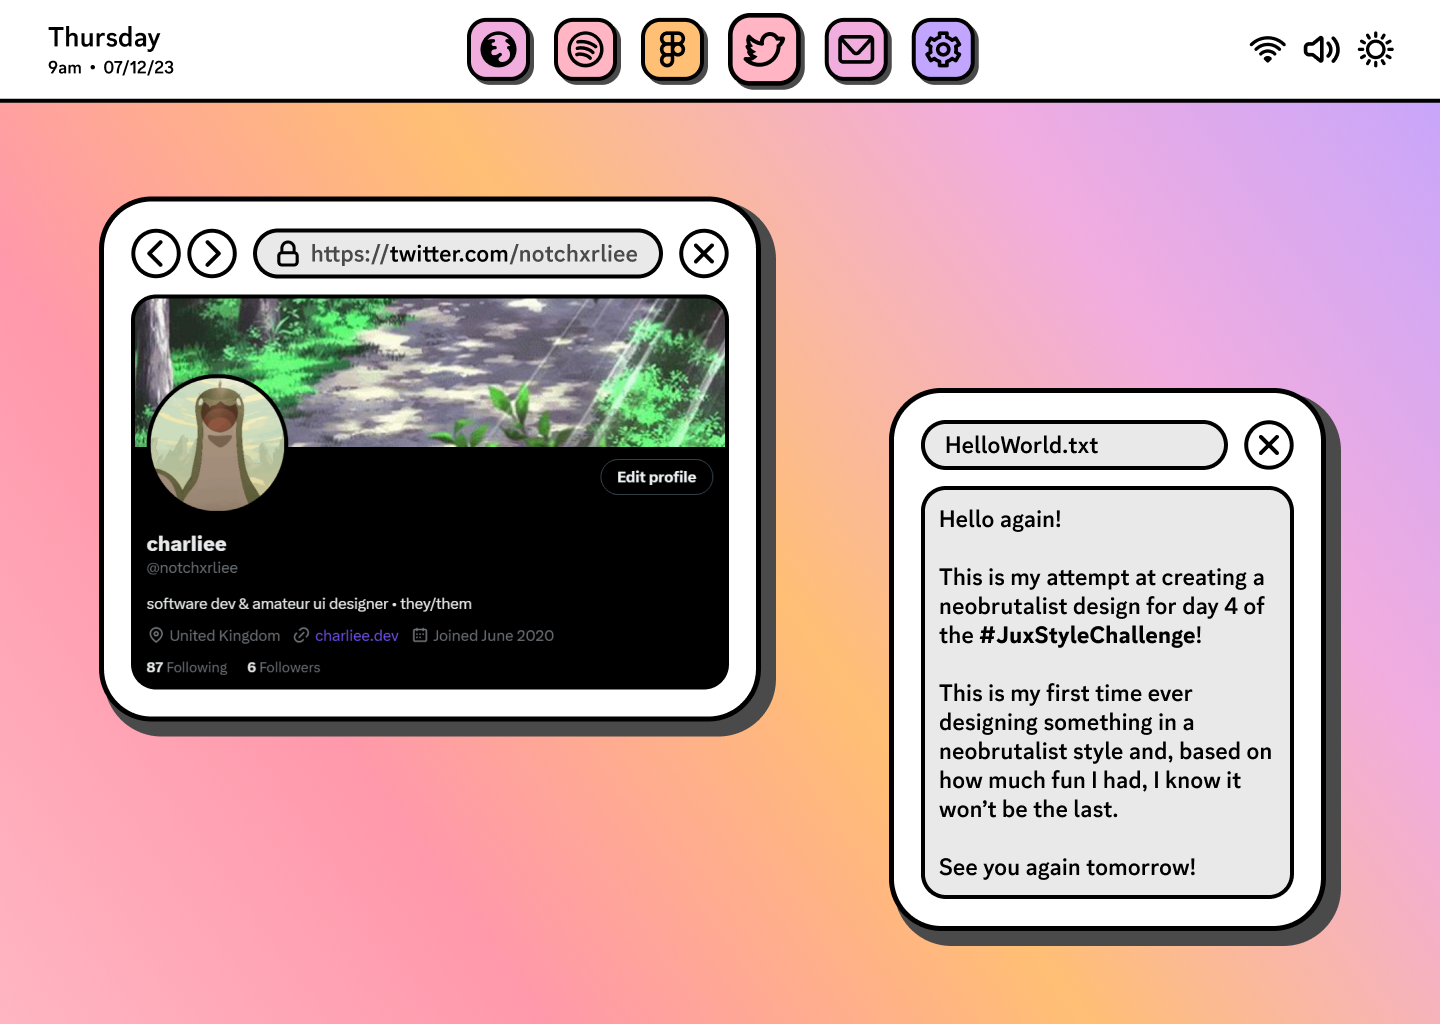 Thursday
9am • 07/12/23
https://twitter.com/notchxrliee
Edit profile
charliee
@notchxrliee
software dev & amateur ui designer • they/them
United Kingdom charliee.dev Joined June 2020
87 Following 6 Followers
HelloWorld.txt
Hello again!
This is my attempt at creating a
neobrutalist design for day 4 of
the #JuxStyleChallenge!
This is my first time ever
designing something in a
neobrutalist style and, based on
how much fun I had, I know it
won’t be the last.
See you again tomorrow!